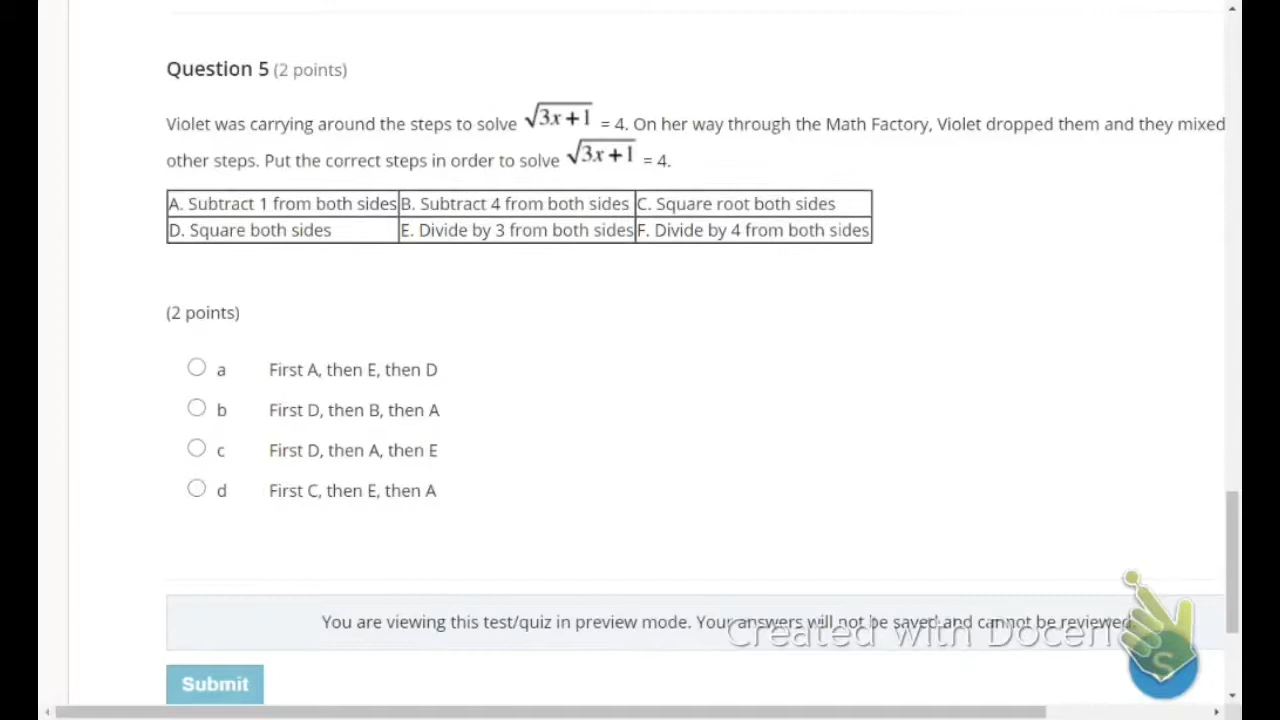 Question 5 (2 points)
Violet was carrying around the steps to solve √3x+1 = 4. On her way through the Math Factory, Violet dropped them and they mixed
other steps. Put the correct steps in order to solve √3x+1 = 4.
A. Subtract 1 from both sides B. Subtract 4 from both sides C. Square root both sides
D. Square both sides E. Divide by 3 from both sides F. Divide by 4 from both sides
(2 points)
a First A, then E, then D
b First D, then B, then A
c First D, then A, then E
d First C, then E, then A
You are viewing this test/quiz in preview mode. Your answers will not be saved and cannot be reviewed
Created with Doceri
S
Submit